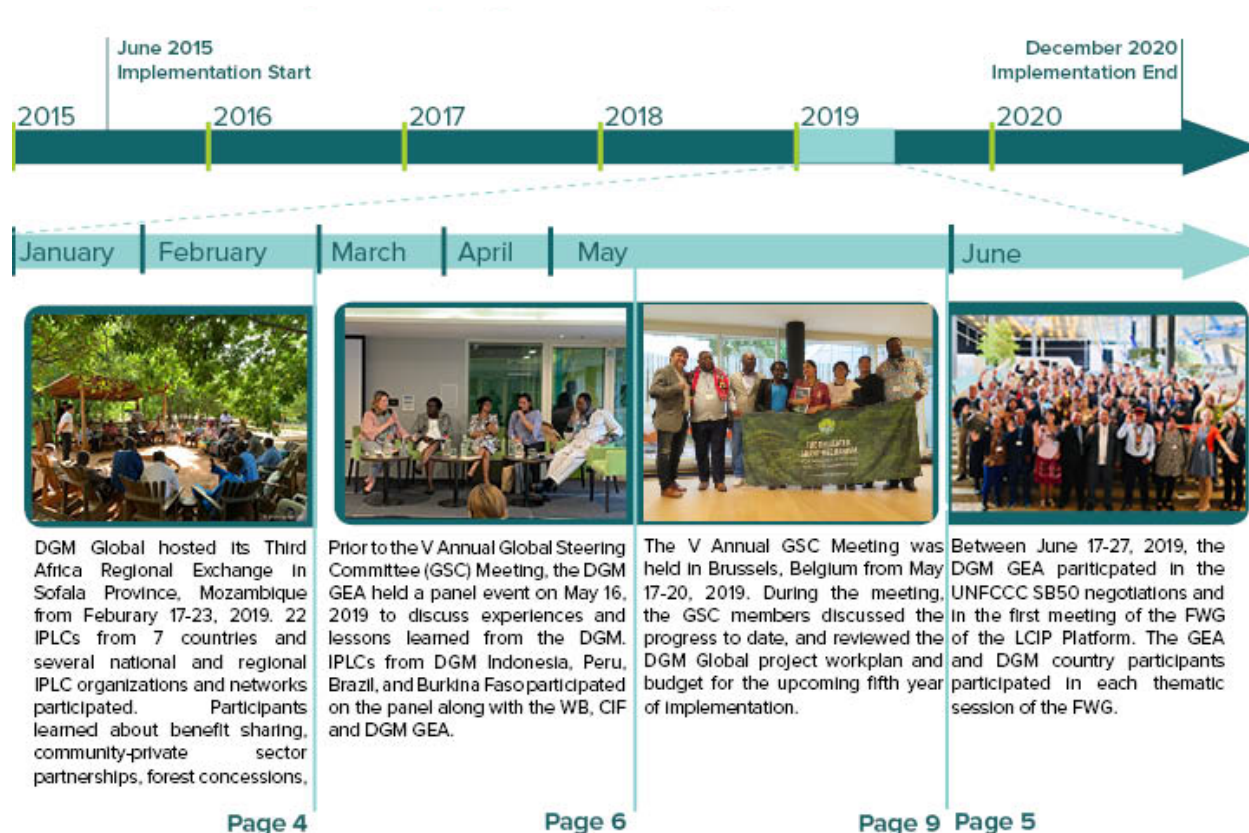 June 2015
Implementation Start
December 2020
Implementation End
2015
2016
2017
2018
2019
2020
January
February
March
April
May
June
DGM Global hosted its Third
Africa Regional Exchange in
Sofala Province, Mozambique
from Feburary 17-23, 2019. 22
IPLCs from 7 countries and
several national and regional
IPLC organizations and networks
participated. Participants
learned about benefit sharing,
community-private sector
partnerships, forest concessions,
Page 4
Prior to the V Annual Global Steering
Committee (GSC) Meeting, the DGM
GEA held a panel event on May 16,
2019 to discuss experiences and
lessons learned from the DGM.
IPLCs from DGM Indonesia, Peru,
Brazil, and Burkina Faso participated
on the panel along with the WB, CIF
and DGM GEA.
Page 6
The V Annual GSC Meeting was
held in Brussels, Belgium from May
17-20, 2019. During the meeting,
the GSC members discussed the
progress to date, and reviewed the
DGM Global project workplan and
budget for the upcoming fifth year
of implementation.
Page 9
Between June 17-27, 2019, the
DGM GEA pariticpated in the
UNFCCC SB50 negotiations and
in the first meeting of the FWG
of the LCIP Platform. The GEA
and DGM country participants
participated in each thematic
session of the FWG.
Page 5